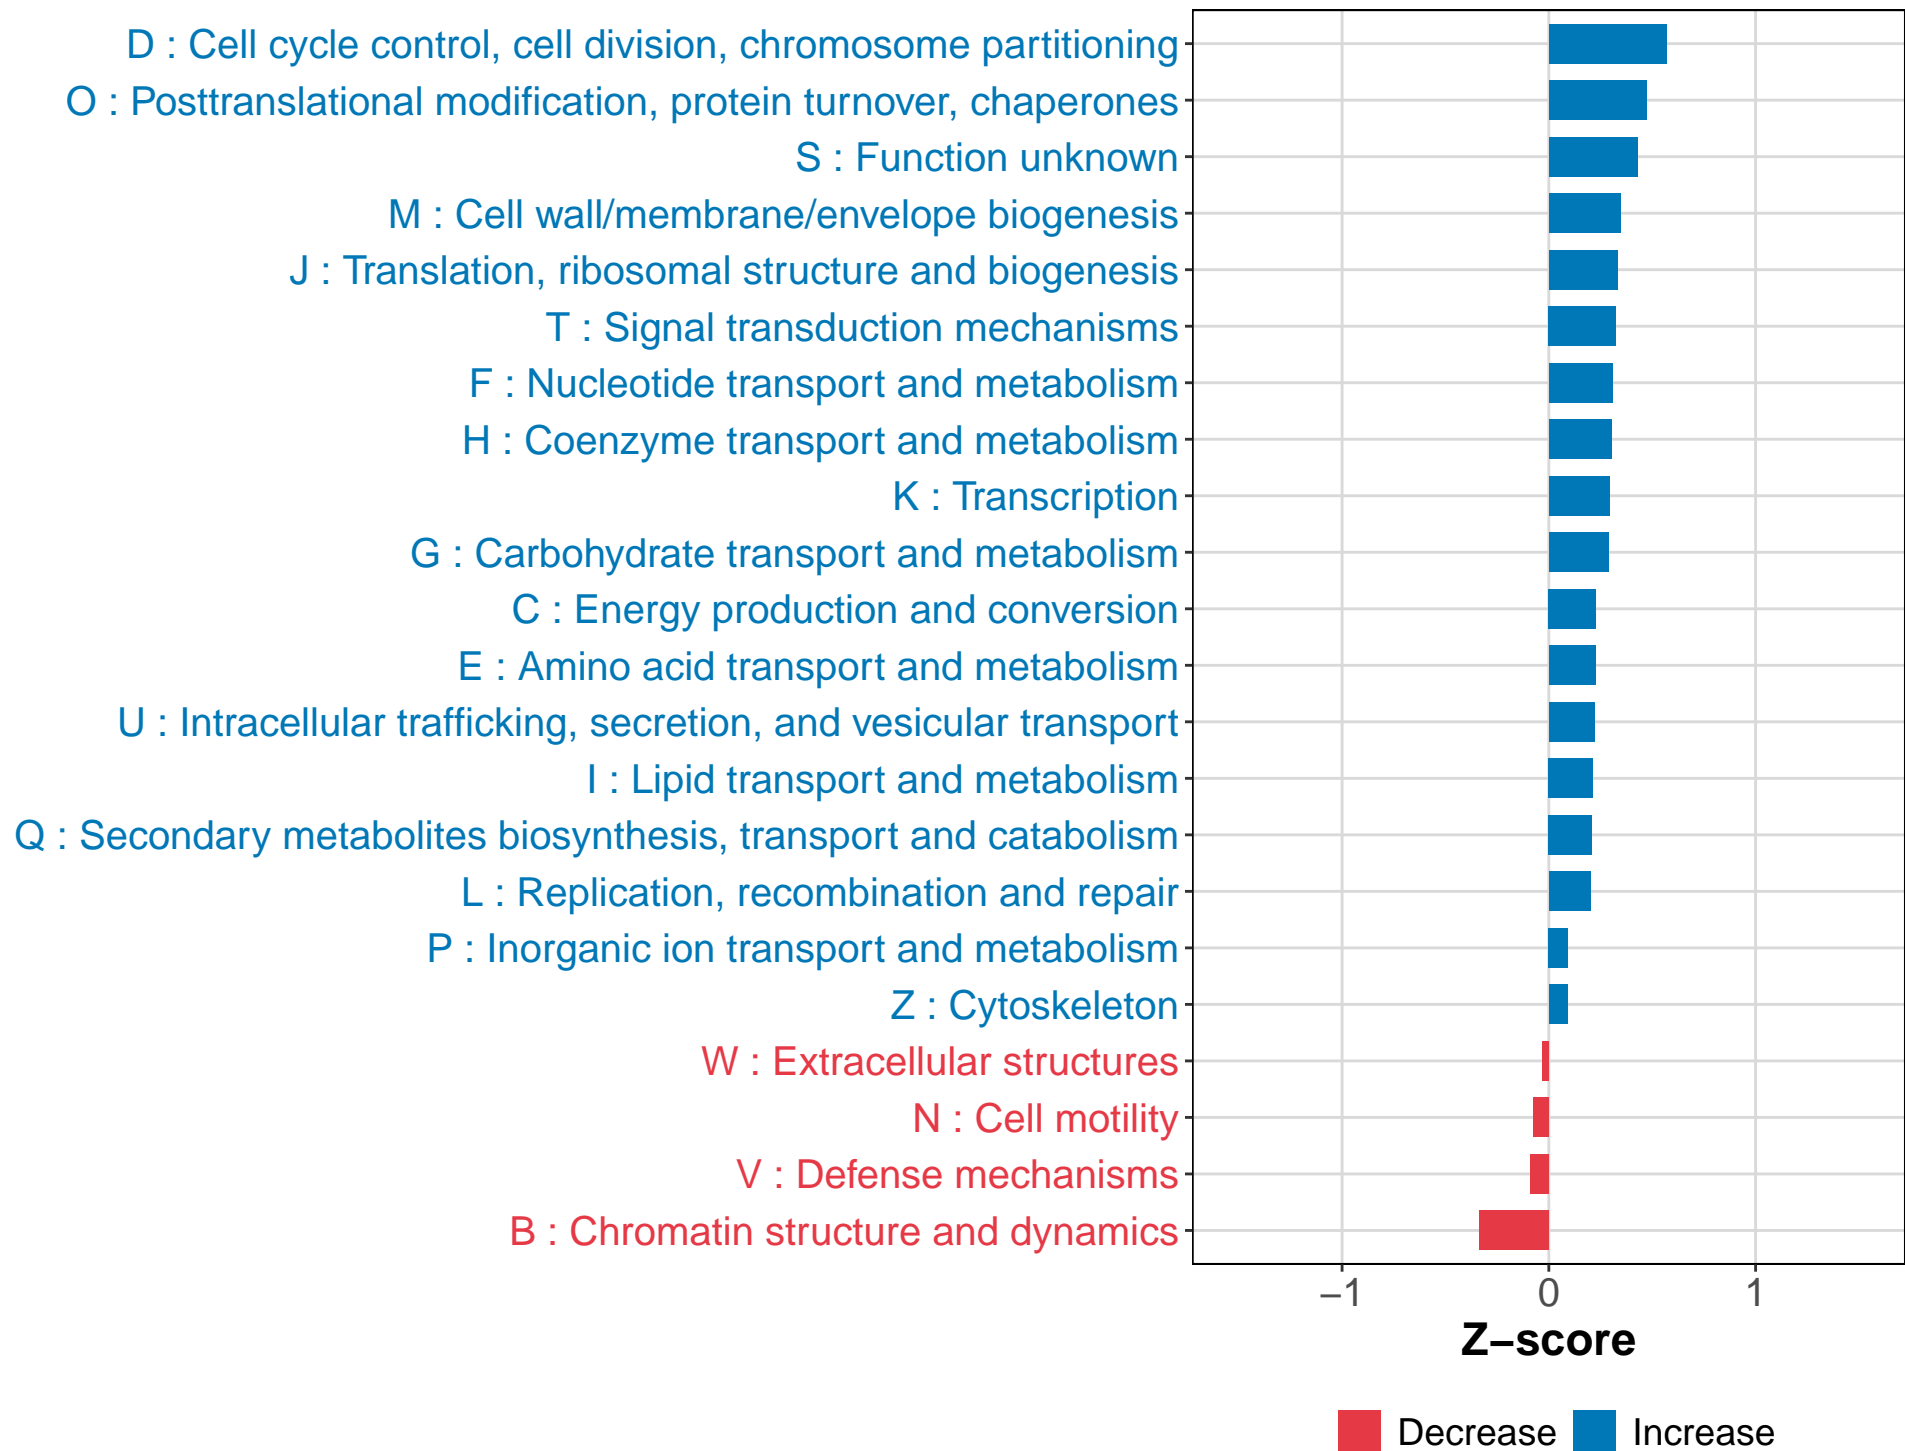 D : Cell cycle control, cell division, chromosome partitioning
O : Posttranslational modification, protein turnover, chaperones
S : Function unknown
M : Cell wall/membrane/envelope biogenesis
J : Translation, ribosomal structure and biogenesis
T : Signal transduction mechanisms
F : Nucleotide transport and metabolism
H : Coenzyme transport and metabolism
K : Transcription
G : Carbohydrate transport and metabolism
C : Energy production and conversion
E : Amino acid transport and metabolism
U : Intracellular trafficking, secretion, and vesicular transport
I : Lipid transport and metabolism
Q : Secondary metabolites biosynthesis, transport and catabolism
L : Replication, recombination and repair
P : Inorganic ion transport and metabolism
Z : Cytoskeleton
W : Extracellular structures
N : Cell motility
V : Defense mechanisms
B : Chromatin structure and dynamics
−1 0 1
Z−score
Decrease Increase